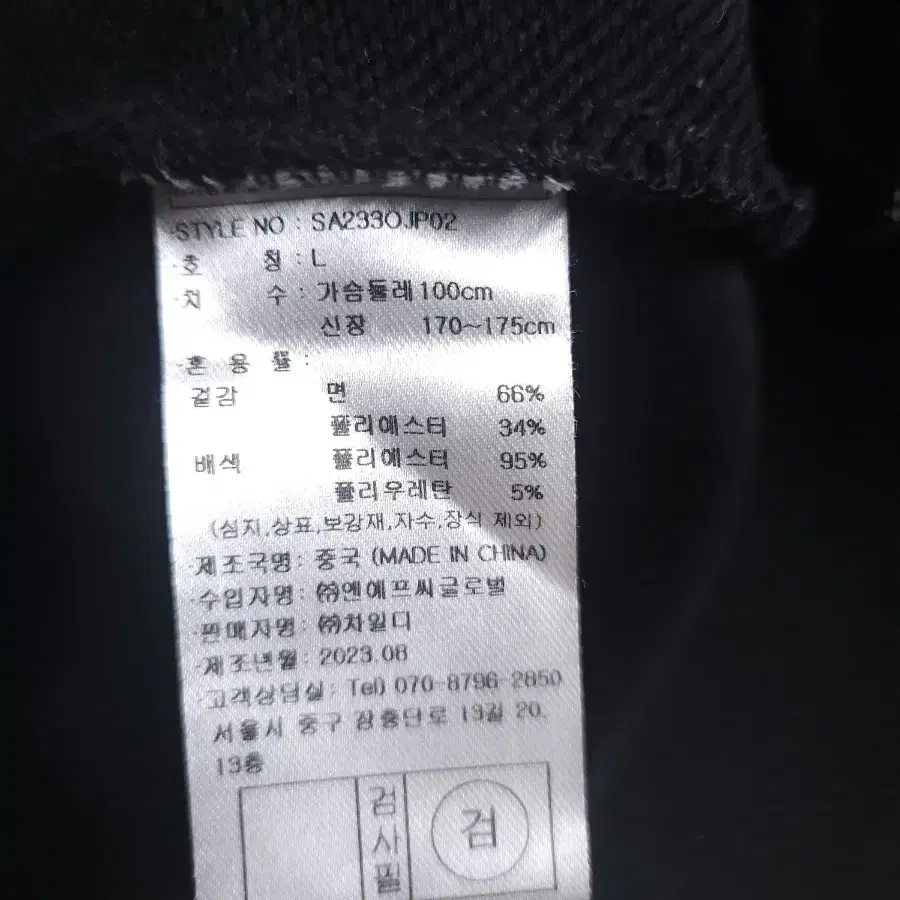 STYLE NO : SA233OJP02
·호 칭 : L
·치 수 : 가슴둘레 100cm
신장 170~175cm
·혼 용 률 :
겉감 면 66%
폴리에스터 34%
배색 폴리에스터 95%
폴리우레탄 5%
(심지,상표,보강재,자수,장식 제외)
·제조국명: 중국 (MADE IN CHINA)
·수입자명: ㈜앤에프씨글로벌
·판매자명: ㈜차일디
·제조년월: 2023.08
·고객상담실: Tel) 070-8796-2850
서울시 중구 장충단로 13길 20,
13층
검사필 검